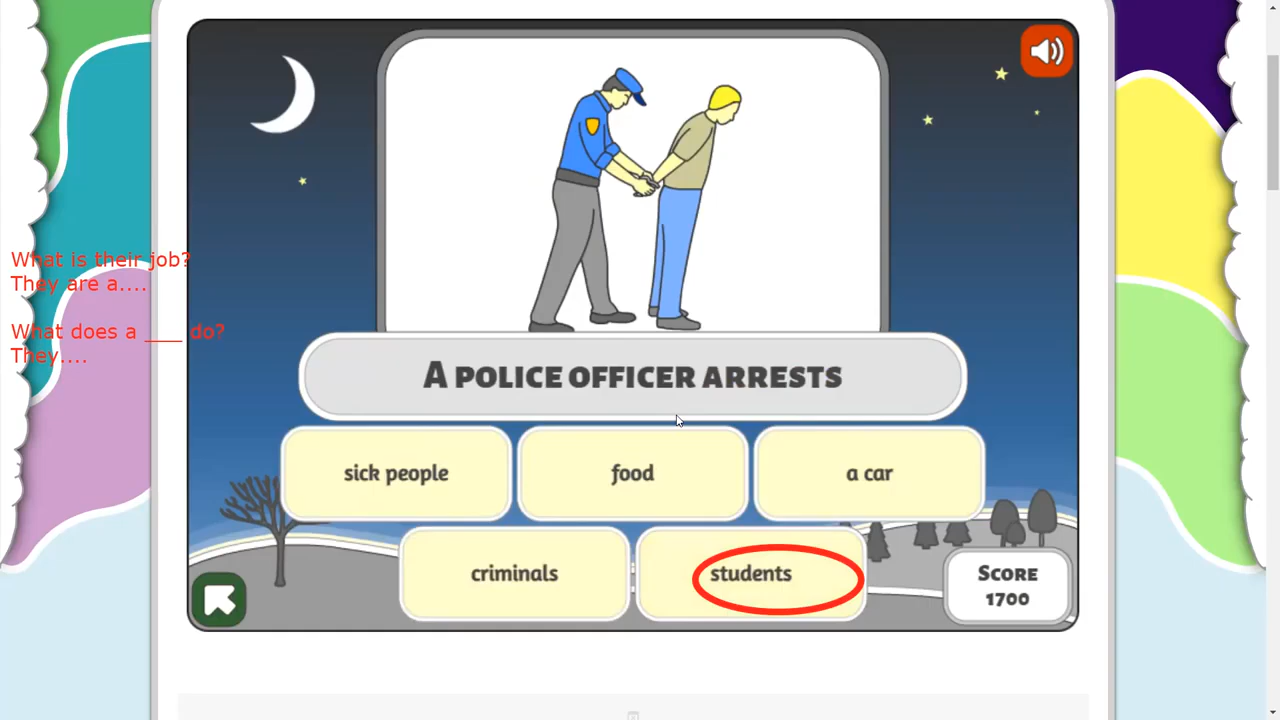 What is their job?
They are a....
What does a ___ do?
They....
A POLICE OFFICER ARRESTS
sick people
food
a car
criminals
students
SCORE
1700